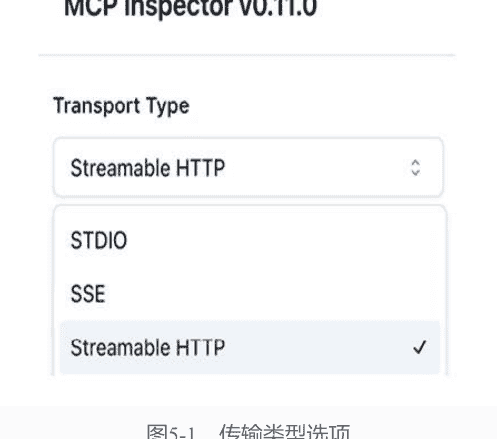 MCP Inspector v0.11.0
Transport Type
Streamable HTTP
STDIO
SSE
Streamable HTTP
图5-1 传输类型选项